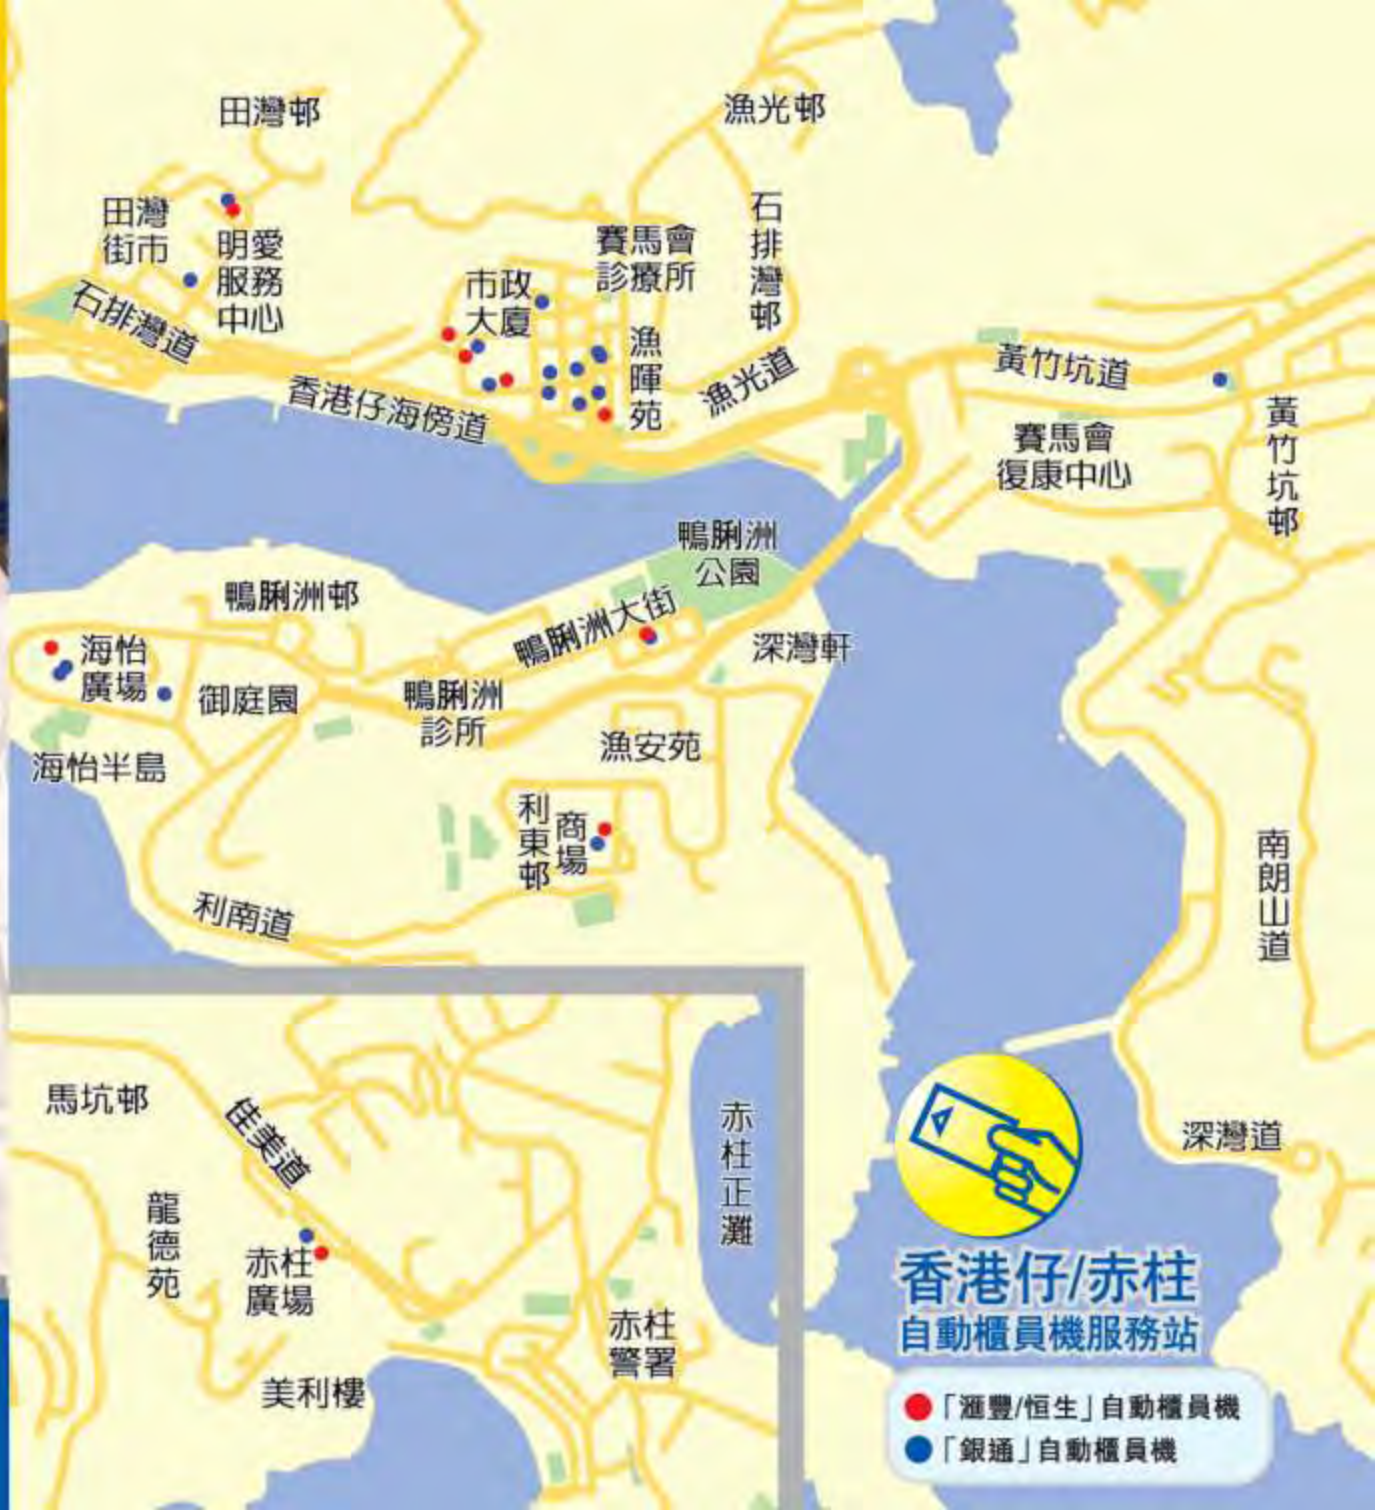 田灣邨
漁光邨
田灣
街市
明愛
服務
中心
石排灣道
市政
大廈
賽馬會
診療所
石排灣邨
漁暉苑
漁光道
香港仔海傍道
黃竹坑道
賽馬會
復康中心
黃竹坑邨
鴨脷洲
公園
鴨脷洲邨
鴨脷洲大街
深灣軒
海怡
廣場
御庭園
鴨脷洲
診所
漁安苑
海怡半島
利東邨
商場
利南道
南朗山道
深灣道
馬坑邨
佳美道
龍德苑
赤柱
廣場
赤柱正灘
赤柱
警署
美利樓
香港仔/赤柱
自動櫃員機服務站
「滙豐/恒生」自動櫃員機
「銀通」自動櫃員機